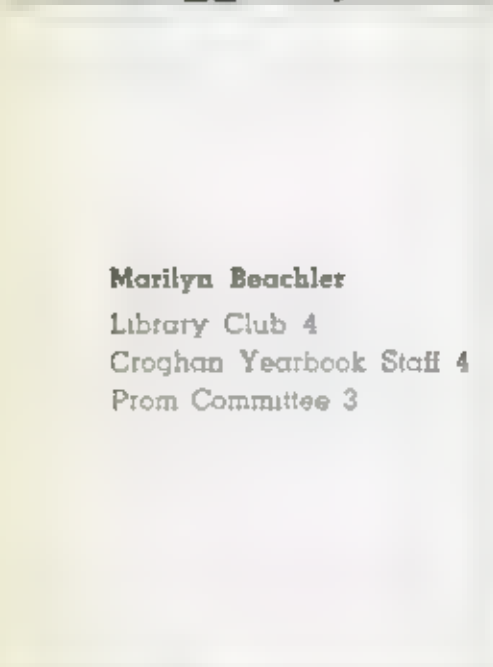 Marilyn Beachler
Library Club 4
Croghan Yearbook Staff 4
Prom Committee 3